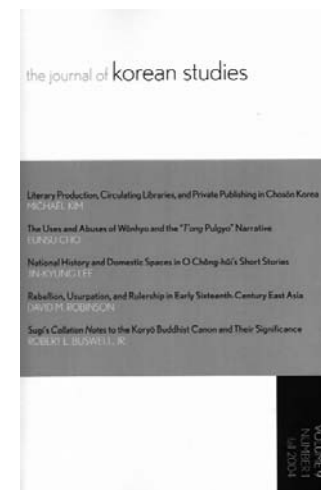 the journal of korean studies
Literary Production, Circulating Libraries, and Private Publishing in Chosŏn Korea
MICHAEL KIM
The Uses and Abuses of Wŏnhyo and the "T'ong Pulgyo" Narrative
EUNSU CHO
National History and Domestic Spaces in O Chŏng-hŭi's Short Stories
JIN-KYUNG LEE
Rebellion, Usurpation, and Rulership in Early Sixteenth-Century East Asia
DAVID M. ROBINSON
Sugi's Collation Notes to the Koryŏ Buddhist Canon and Their Significance
ROBERT E. BUSWELL, JR.
VOLUME 9
NUMBER 1
fall 2004